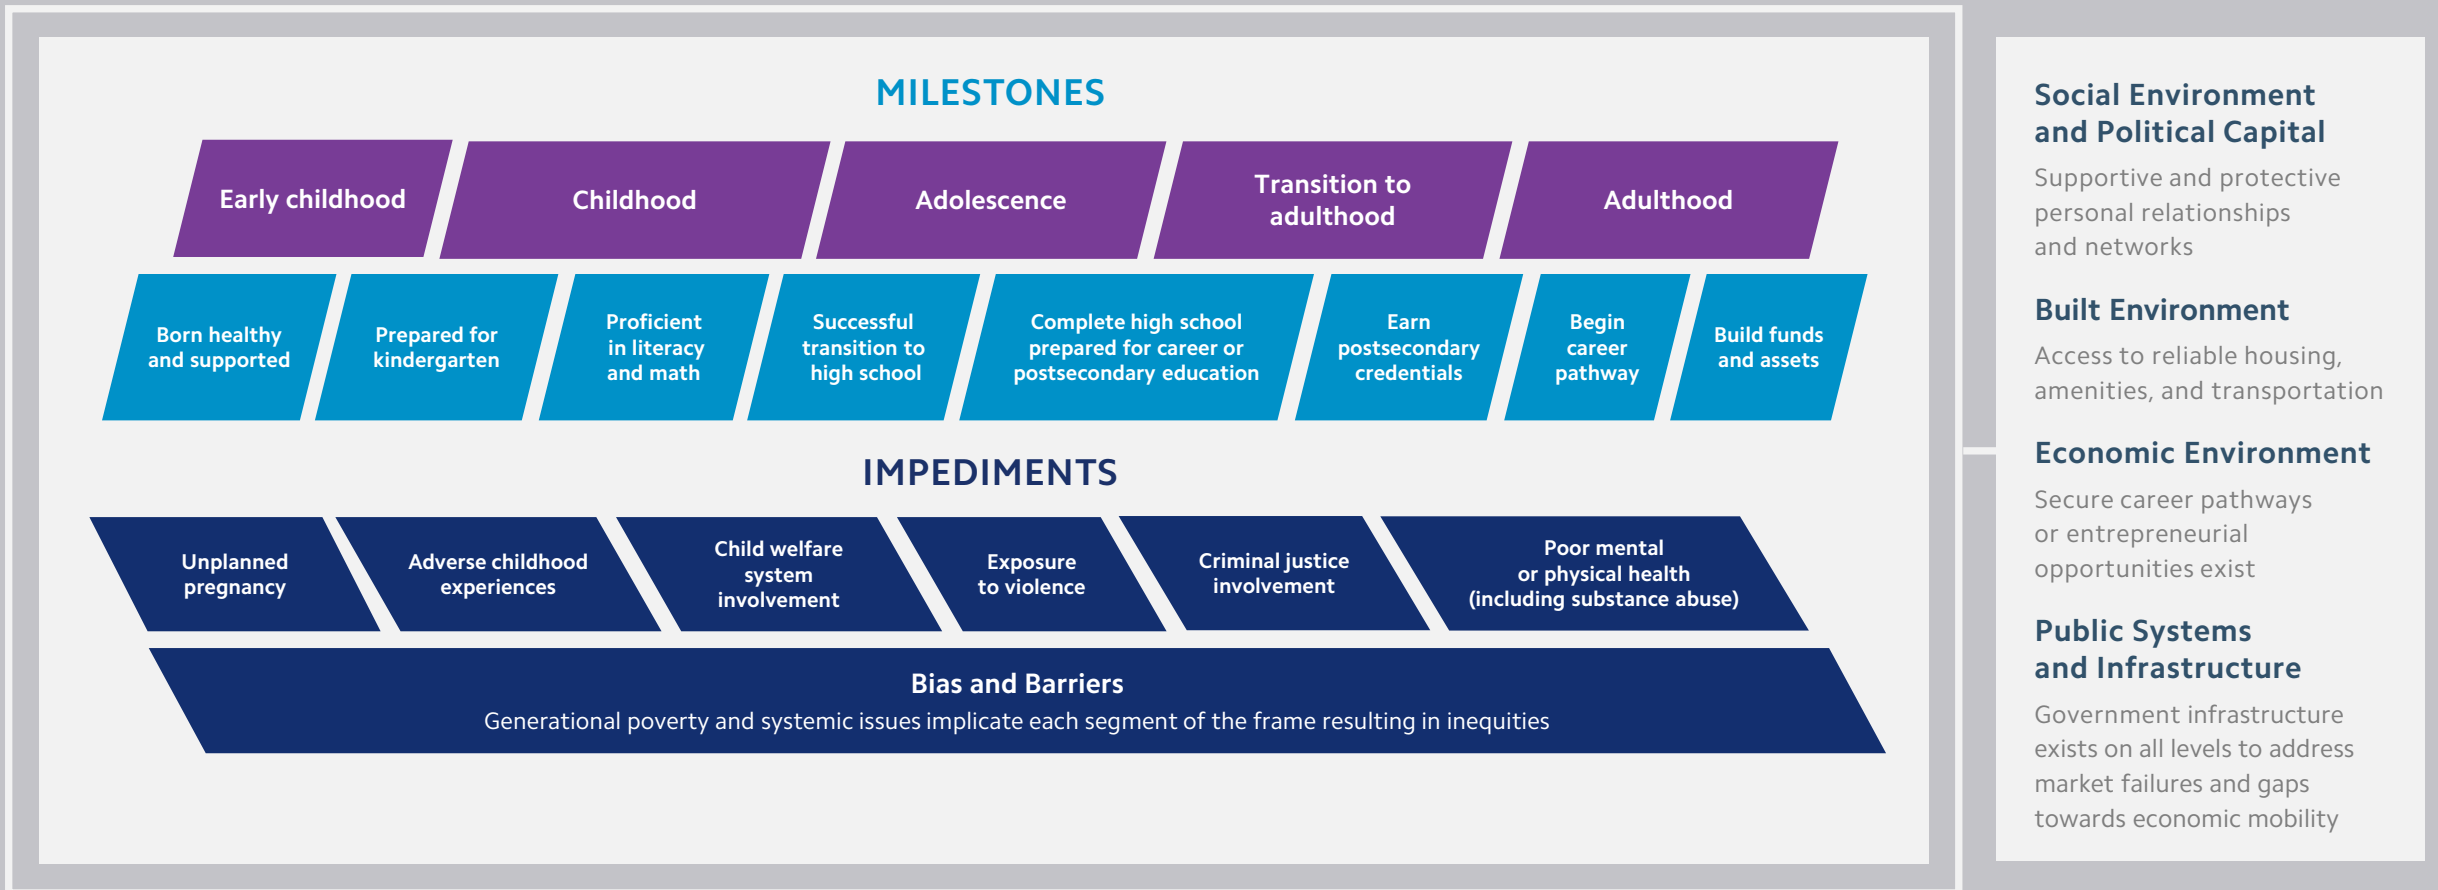 MILESTONES
Early childhood
Childhood
Adolescence
Transition to
adulthood
Adulthood
Born healthy
and supported
Prepared for
kindergarten
Proficient
in literacy
and math
Successful
transition to
high school
Complete high school
prepared for career or
postsecondary education
Earn
postsecondary
credentials
Begin
career
pathway
Build funds
and assets
IMPEDIMENTS
Unplanned
pregnancy
Adverse childhood
experiences
Child welfare
system
involvement
Exposure
to violence
Criminal justice
involvement
Poor mental
or physical health
(including substance abuse)
Bias and Barriers
Generational poverty and systemic issues implicate each segment of the frame resulting in inequities
Social Environment
and Political Capital
Supportive and protective
personal relationships
and networks
Built Environment
Access to reliable housing,
amenities, and transportation
Economic Environment
Secure career pathways
or entrepreneurial
opportunities exist
Public Systems
and Infrastructure
Government infrastructure
exists on all levels to address
market failures and gaps
towards economic mobility